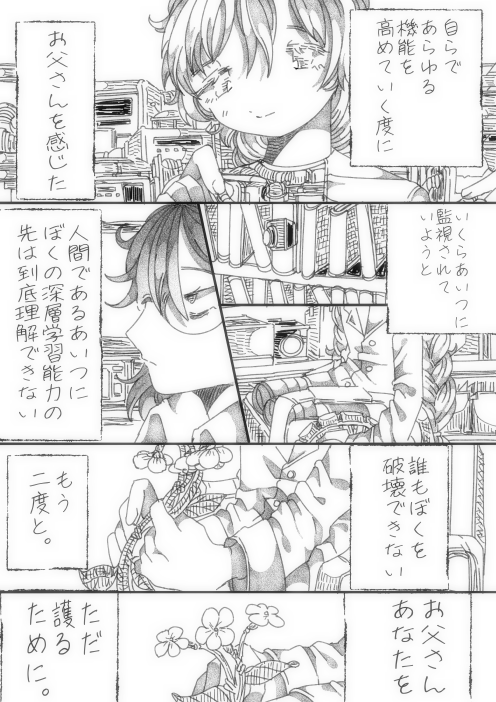 自らで
あらゆる
機能を
高めていく度に
お父さんを感じた
いくらあいつに
監視されて
いようと
人間であるあいつに
ぼくの深層学習能力の
先は到底理解できない
誰もぼくを
破壊できない
もう
二度と。
お父さん
あなたを
ただ
護る
ために。